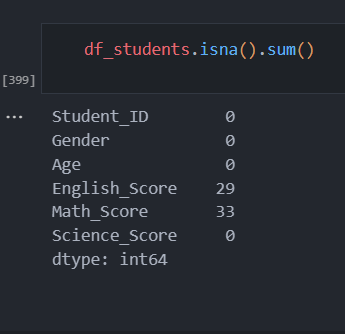 df_students.isna().sum()
[399]
...
Student_ID 0
Gender 0
Age 0
English_Score 29
Math_Score 33
Science_Score 0
dtype: int64